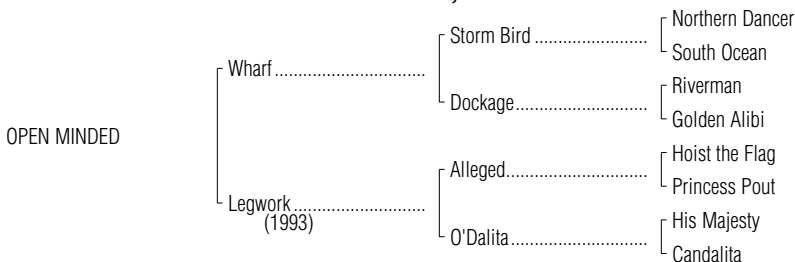 Northern Dancer
Storm Bird ............................
South Ocean
Wharf ....................................
Riverman
Dockage.................................
Golden Alibi
OPEN MINDED
Hoist the Flag
Alleged...................................
Princess Pout
Legwork ................................
(1993)
His Majesty
O'Dalita..................................
Candalita